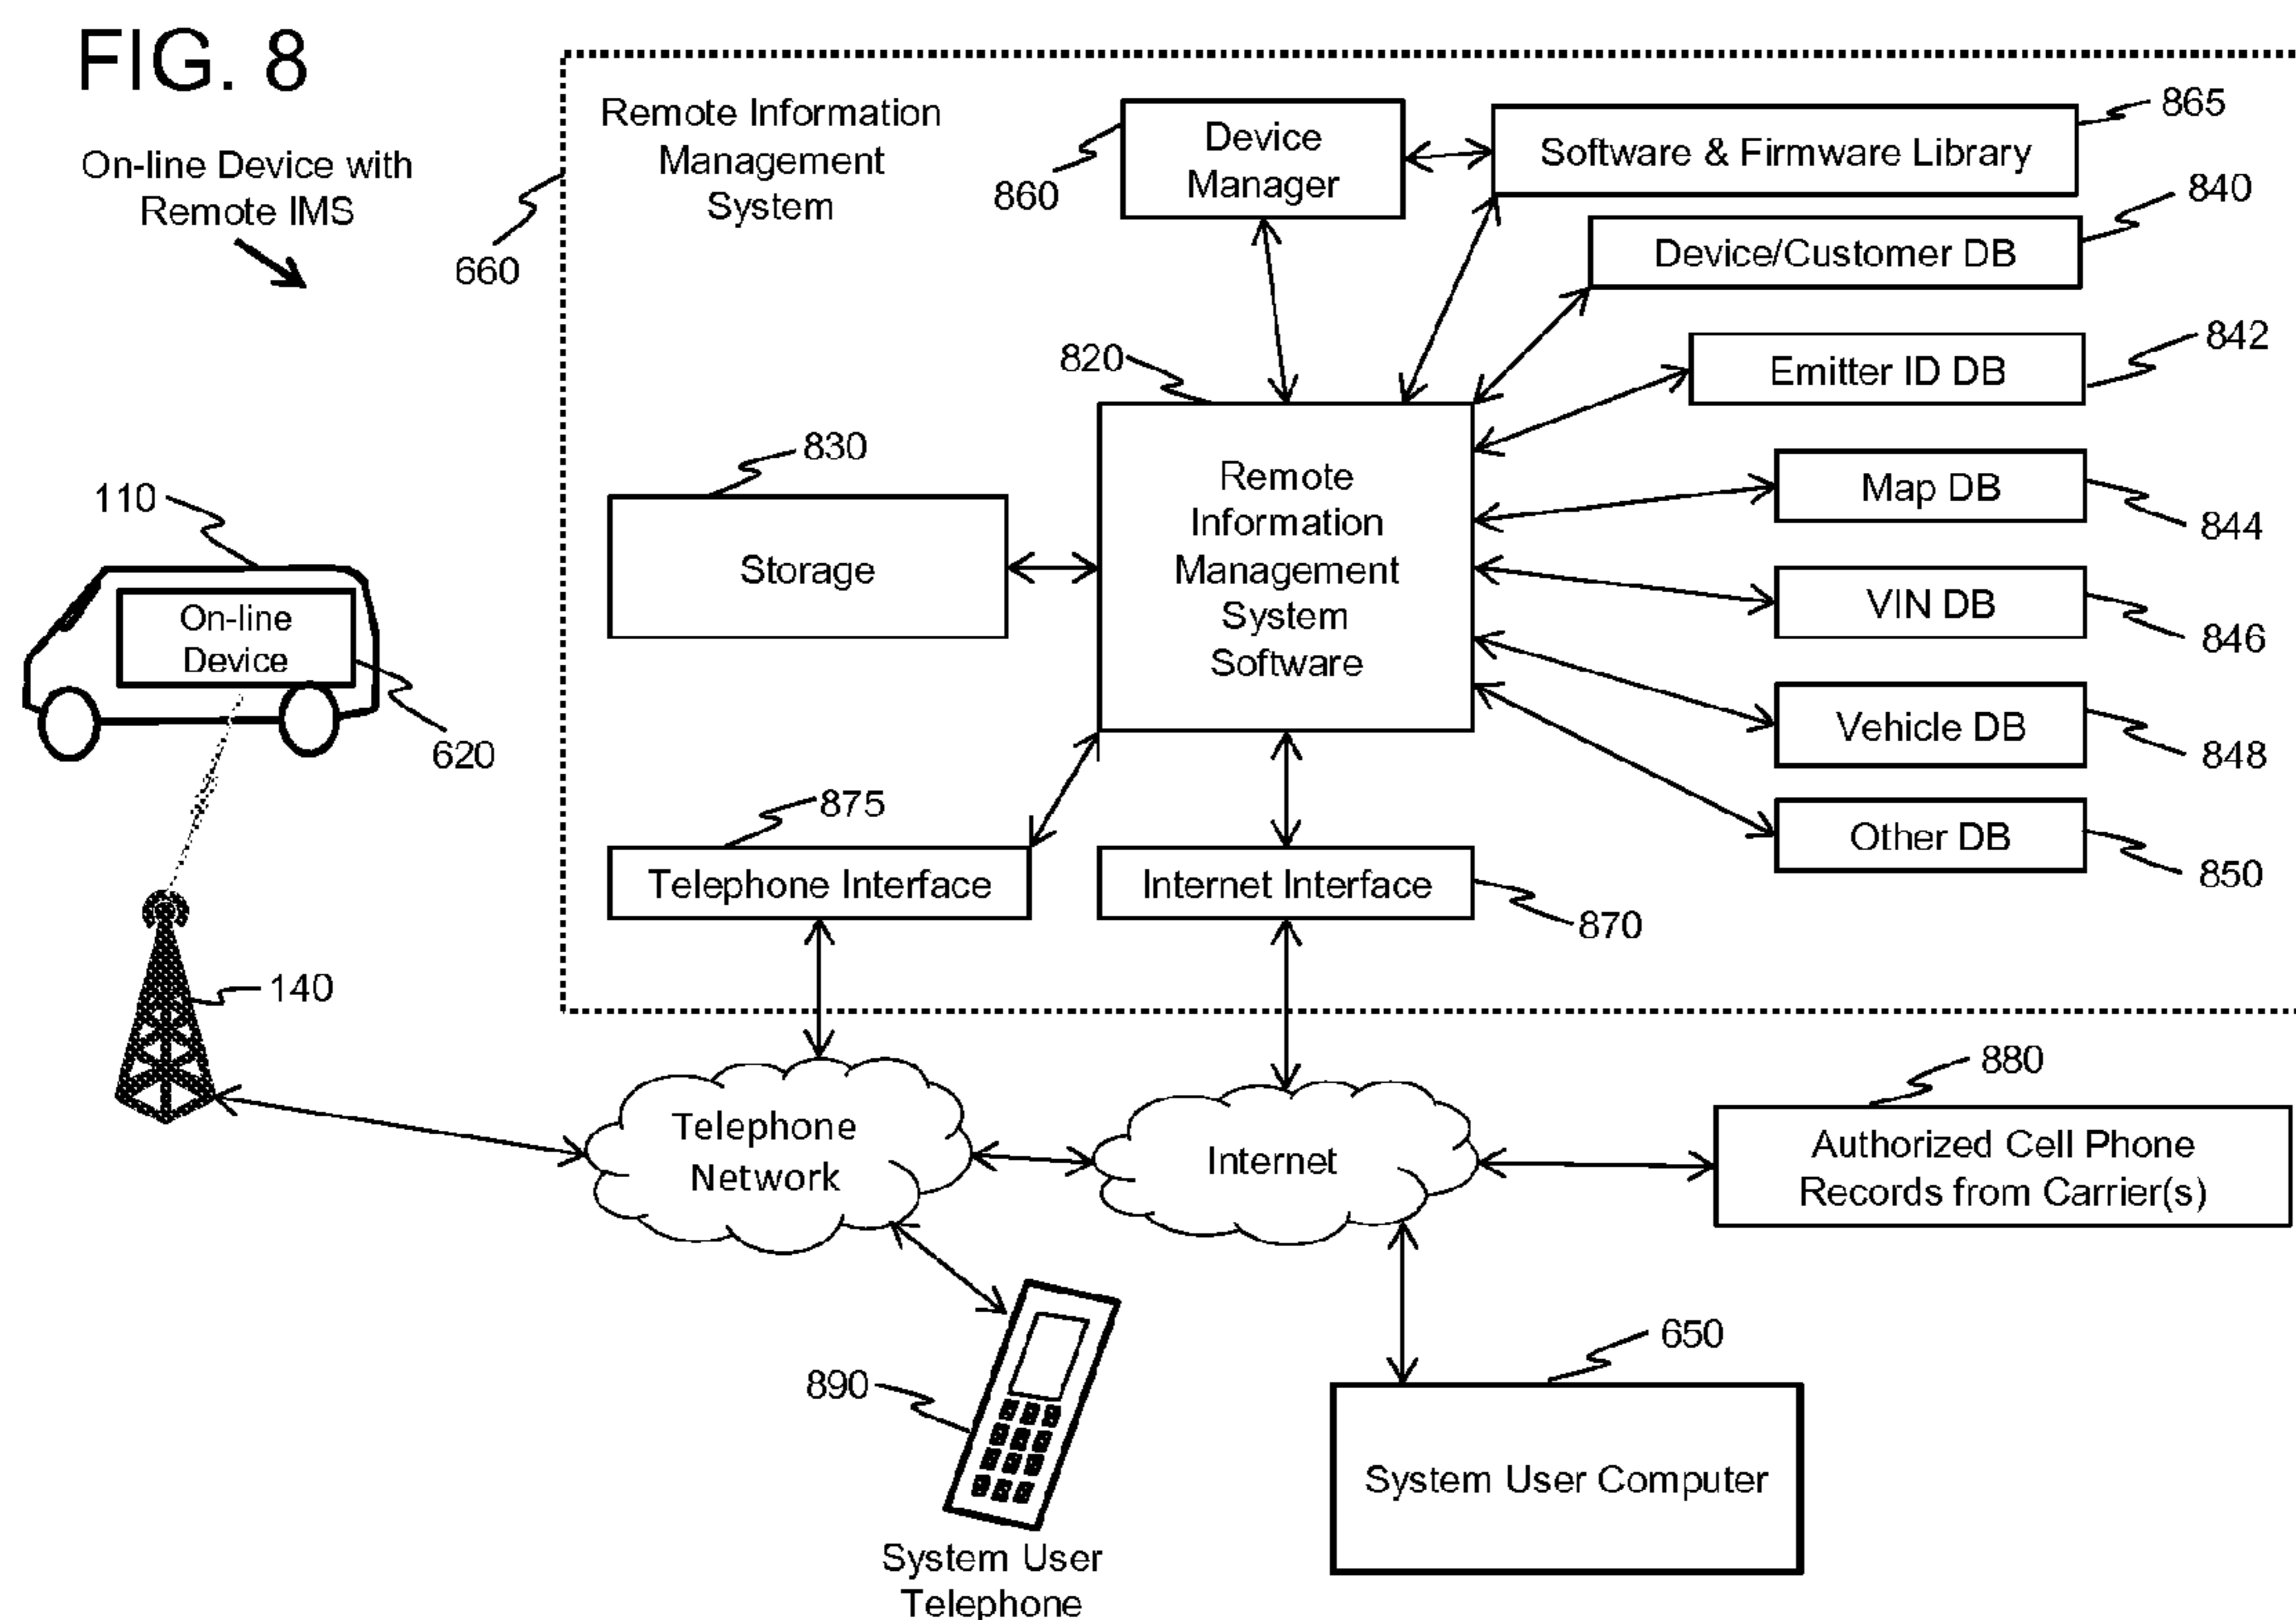 FIG. 8
On-line Device with
Remote IMS
Remote Information
Management
System
660
860
Device
Manager
Software & Firmware Library
865
Device/Customer DB
840
Emitter ID DB
842
820
Remote
Information
Management
System
Software
Map DB
844
VIN DB
846
Vehicle DB
848
Other DB
850
830
Storage
110
On-line
Device
620
875
Telephone Interface
Internet Interface
870
140
Telephone
Network
Internet
880
Authorized Cell Phone
Records from Carrier(s)
650
System User Computer
890
System User
Telephone